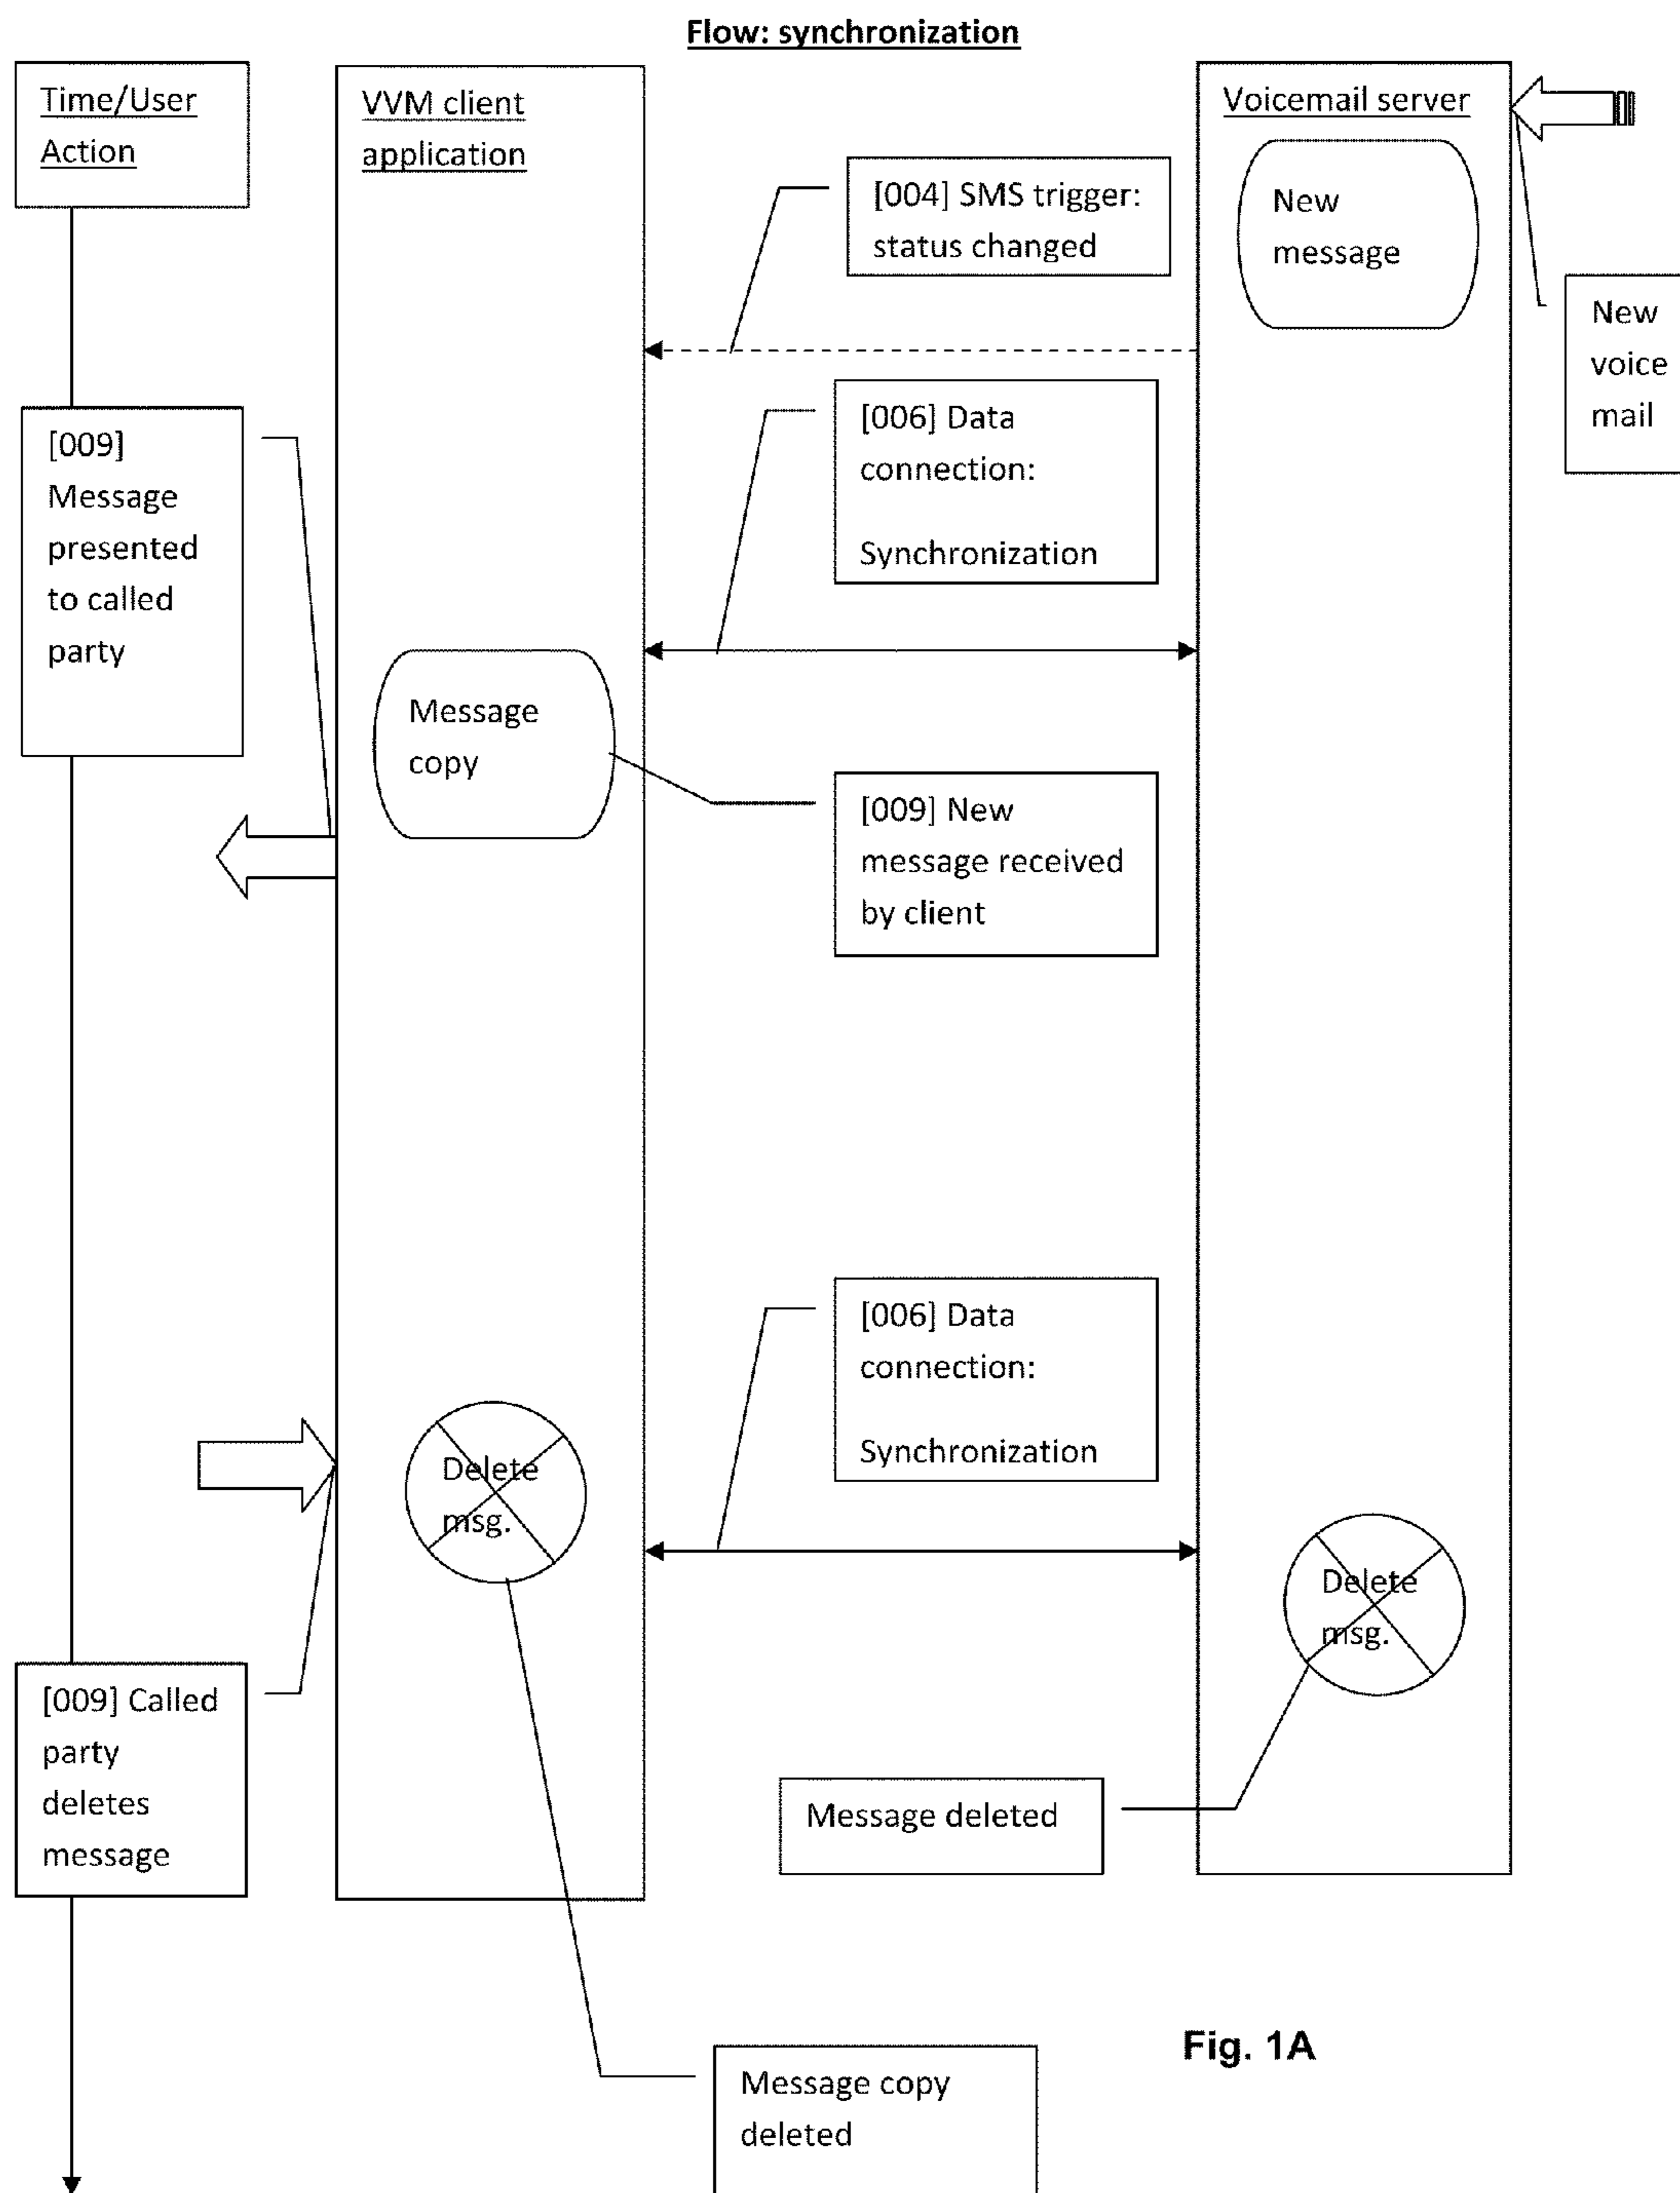 Flow: synchronization
Time/User
Action
VVM client
application
Voicemail server
[004] SMS trigger:
status changed
New
message
New
voice
mail
[009]
Message
presented
to called
party
[006] Data
connection:
Synchronization
Message
copy
[009] New
message received
by client
[006] Data
connection:
Synchronization
Delete
msg.
Delete
msg.
[009] Called
party
deletes
message
Message deleted
Fig. 1A
Message copy
deleted